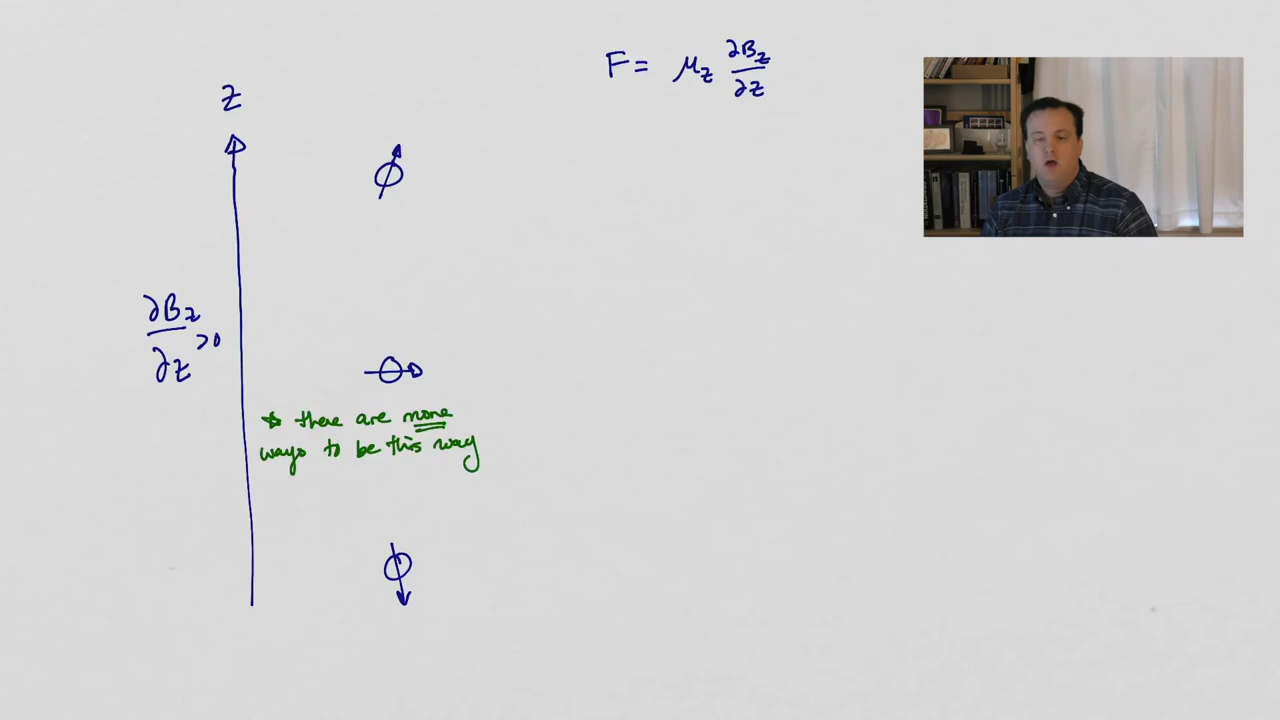 F = μz ∂Bz/∂z
z
∂Bz/∂z >0
* there are more
ways to be this way